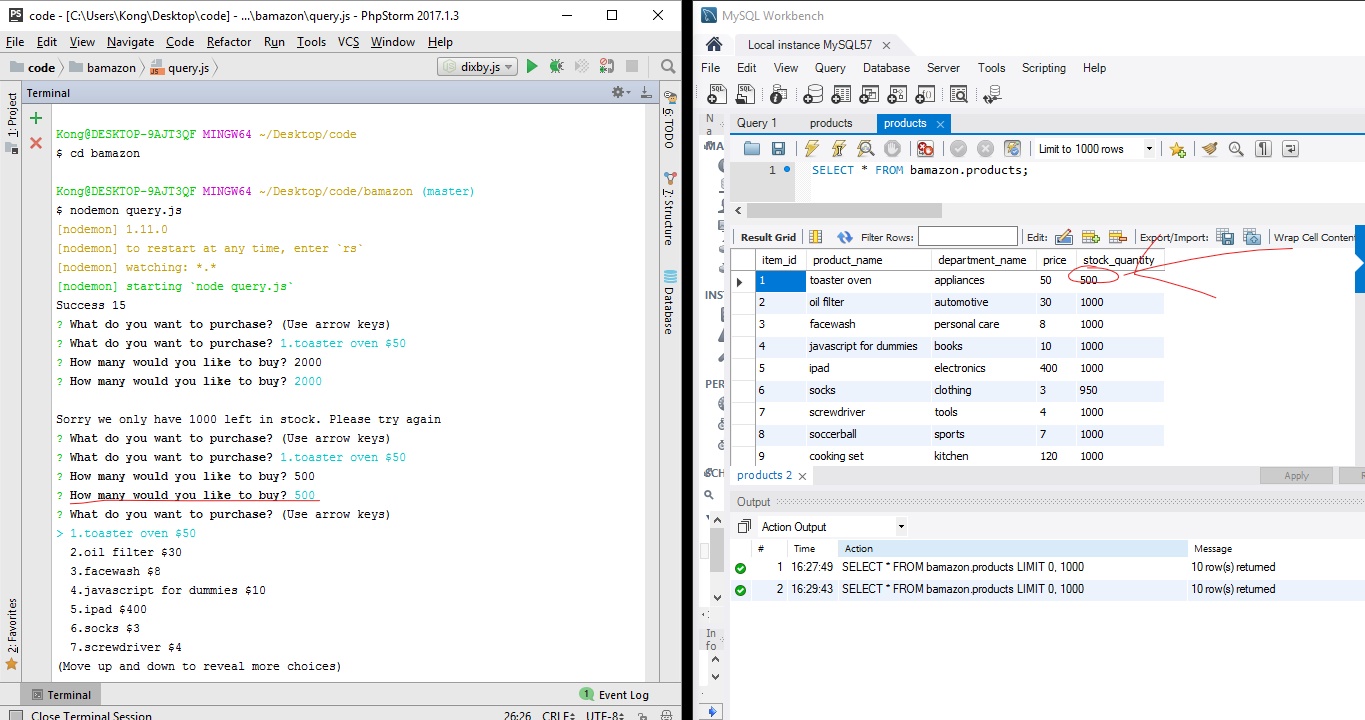 code - [C:\Users\Kong\Desktop\code] - ...\bamazon\query.js - PhpStorm 2017.1.3
File Edit View Navigate Code Refactor Run Tools VCS Window Help
code bamazon query.js dixby.js
Terminal
1: Project
2: Favorites
6: TODO
7: Structure
Database
Kong@DESKTOP-9AJT3QF MINGW64 ~/Desktop/code
$ cd bamazon
Kong@DESKTOP-9AJT3QF MINGW64 ~/Desktop/code/bamazon (master)
$ nodemon query.js
[nodemon] 1.11.0
[nodemon] to restart at any time, enter `rs`
[nodemon] watching: *.*
[nodemon] starting `node query.js`
Success 15
? What do you want to purchase? (Use arrow keys)
? What do you want to purchase? 1.toaster oven $50
? How many would you like to buy? 2000
? How many would you like to buy? 2000
Sorry we only have 1000 left in stock. Please try again
? What do you want to purchase? (Use arrow keys)
? What do you want to purchase? 1.toaster oven $50
? How many would you like to buy? 500
? How many would you like to buy? 500
? What do you want to purchase? (Use arrow keys)
> 1.toaster oven $50
2.oil filter $30
3.facewash $8
4.javascript for dummies $10
5.ipad $400
6.socks $3
7.screwdriver $4
(Move up and down to reveal more choices)
Terminal 1 Event Log
Close Terminal Session 26:26 CRLF UTF-8
MySQL Workbench
Local instance MySQL57
File Edit View Query Database Server Tools Scripting Help
Query 1 products products
Limit to 1000 rows
1 SELECT * FROM bamazon.products;
Result Grid Filter Rows: Edit: Export/Import: Wrap Cell Content
item_id product_name department_name price stock_quantity
1 toaster oven appliances 50 500
2 oil filter automotive 30 1000
3 facewash personal care 8 1000
4 javascript for dummies books 10 1000
5 ipad electronics 400 1000
6 socks clothing 3 950
7 screwdriver tools 4 1000
8 soccerball sports 7 1000
9 cooking set kitchen 120 1000
products 2 Apply R
Output
Action Output
# Time Action Message
1 16:27:49 SELECT * FROM bamazon.products LIMIT 0, 1000 10 row(s) returned
2 16:29:43 SELECT * FROM bamazon.products LIMIT 0, 1000 10 row(s) returned
Na
MA
INS
PER
SCH
In
fo